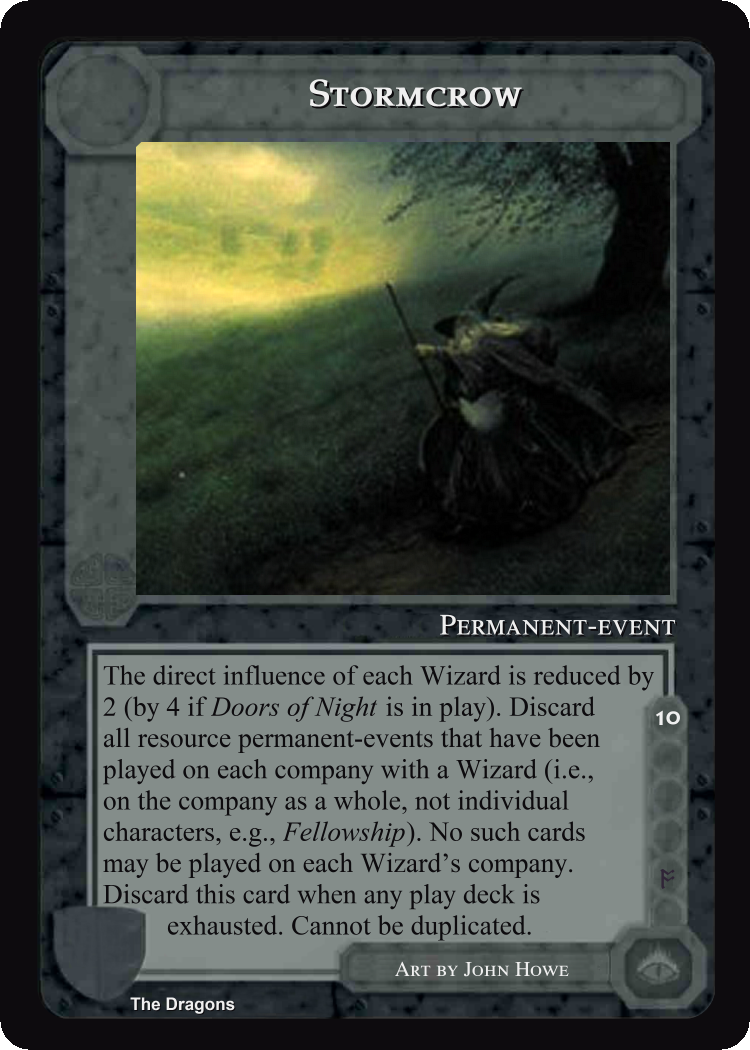 Stormcrow
Permanent-event
The direct influence of each Wizard is reduced by
2 (by 4 if Doors of Night is in play). Discard
all resource permanent-events that have been
played on each company with a Wizard (i.e.,
on the company as a whole, not individual
characters, e.g., Fellowship). No such cards
may be played on each Wizard’s company.
Discard this card when any play deck is
exhausted. Cannot be duplicated.
10
Art by John Howe
The Dragons